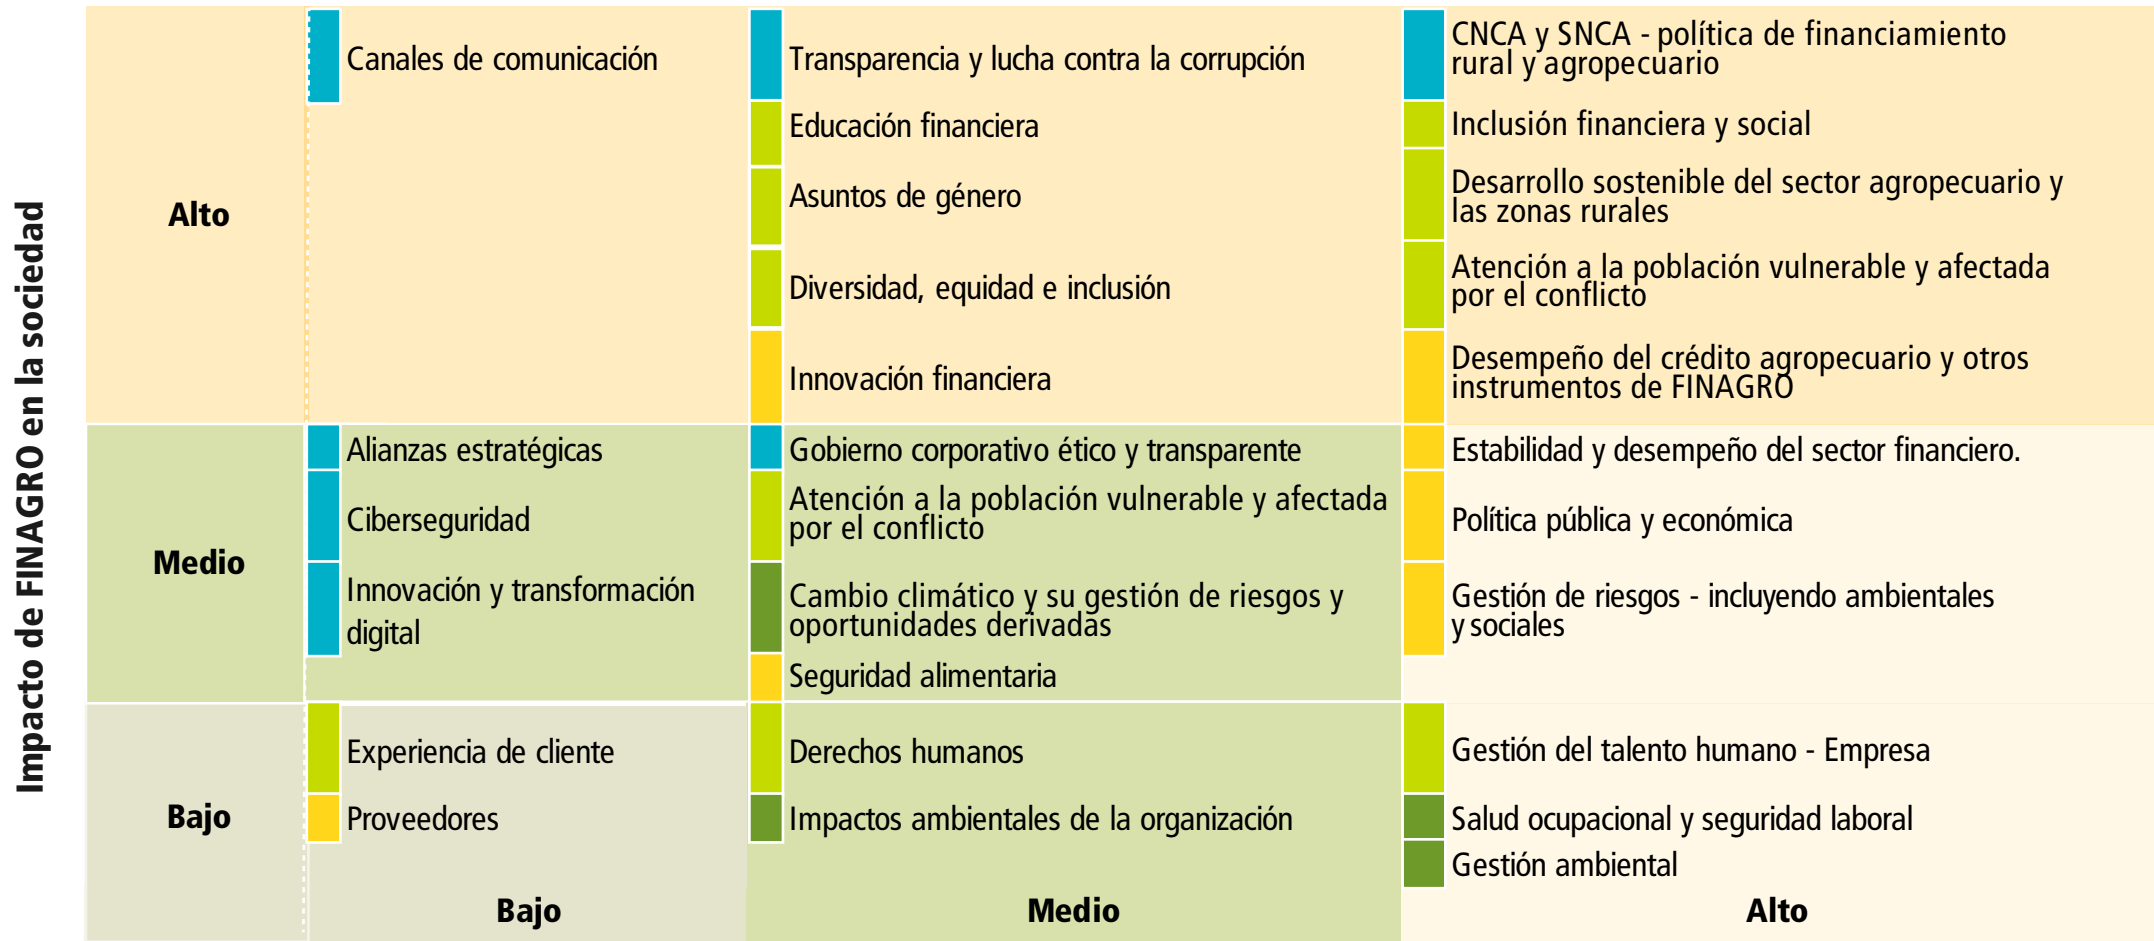 Impacto de FINAGRO en la sociedad
Alto
Canales de comunicación
Transparencia y lucha contra la corrupción
Educación financiera
Asuntos de género
Diversidad, equidad e inclusión
Innovación financiera
CNCA y SNCA - política de financiamiento
rural y agropecuario
Inclusión financiera y social
Desarrollo sostenible del sector agropecuario y
las zonas rurales
Atención a la población vulnerable y afectada
por el conflicto
Desempeño del crédito agropecuario y otros
instrumentos de FINAGRO
Medio
Alianzas estratégicas
Ciberseguridad
Innovación y transformación
digital
Gobierno corporativo ético y transparente
Atención a la población vulnerable y afectada
por el conflicto
Cambio climático y su gestión de riesgos y
oportunidades derivadas
Seguridad alimentaria
Estabilidad y desempeño del sector financiero.
Política pública y económica
Gestión de riesgos - incluyendo ambientales
y sociales
Bajo
Experiencia de cliente
Proveedores
Derechos humanos
Impactos ambientales de la organización
Gestión del talento humano - Empresa
Salud ocupacional y seguridad laboral
Gestión ambiental
Bajo
Medio
Alto